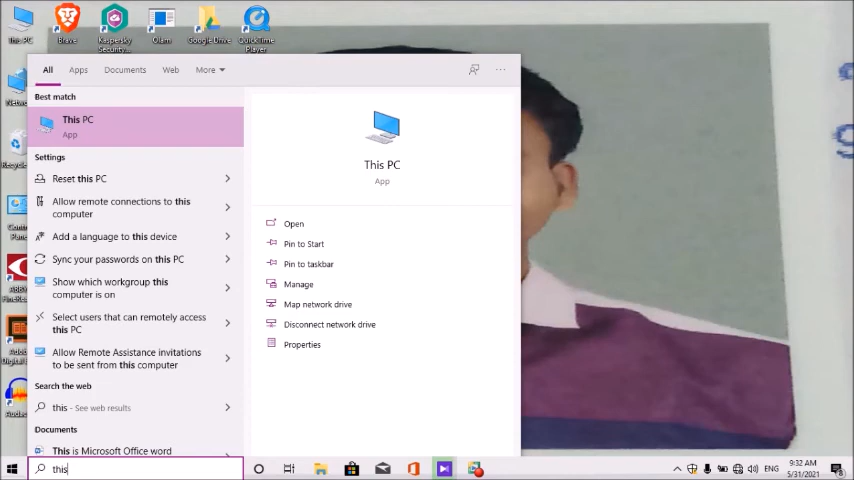 This PC
Brave
Kaspersky
Security...
Olam
Google Drive
QuickTime
Player
All
Apps
Documents
Web
More
Best match
This PC
App
Settings
Reset this PC
Allow remote connections to this
computer
Add a language to this device
Sync your passwords on this PC
Show which workgroup this
computer is on
Select users that can remotely access
this PC
Allow Remote Assistance invitations
to be sent from this computer
Search the web
this - See web results
Documents
This is Microsoft Office word
this
This PC
App
Open
Pin to Start
Pin to taskbar
Manage
Map network drive
Disconnect network drive
Properties
ENG
9:32 AM
5/31/2021